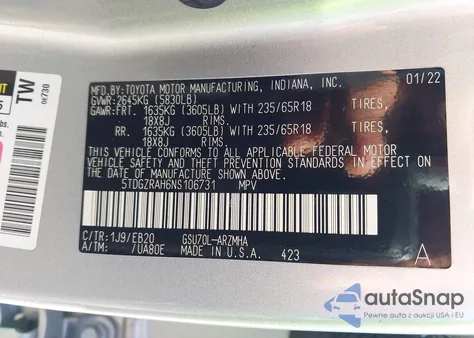 MFD.BY:TOYOTA MOTOR MANUFACTURING, INDIANA, INC. 01/22
GVWR:2645KG (5830LB)
GAWR:FRT. 1635KG (3605LB) WITH 235/65R18 TIRES,
18X8J RIMS,
RR. 1635KG (3605LB) WITH 235/65R18 TIRES,
18X8J RIMS,
THIS VEHICLE CONFORMS TO ALL APPLICABLE FEDERAL MOTOR
VEHICLE SAFETY AND THEFT PREVENTION STANDARDS IN EFFECT ON
THE DATE OF MANUFACTURE SHOWN ABOVE.
5TDGZRAH6NS106731 MPV
C/TR:1J9/EB20 GSU70L-ARZMHA
A/TM: /UA80E MADE IN U.S.A. 423 A
TW
0(730
autoSnap
Pewne auta z aukcji USA i EU